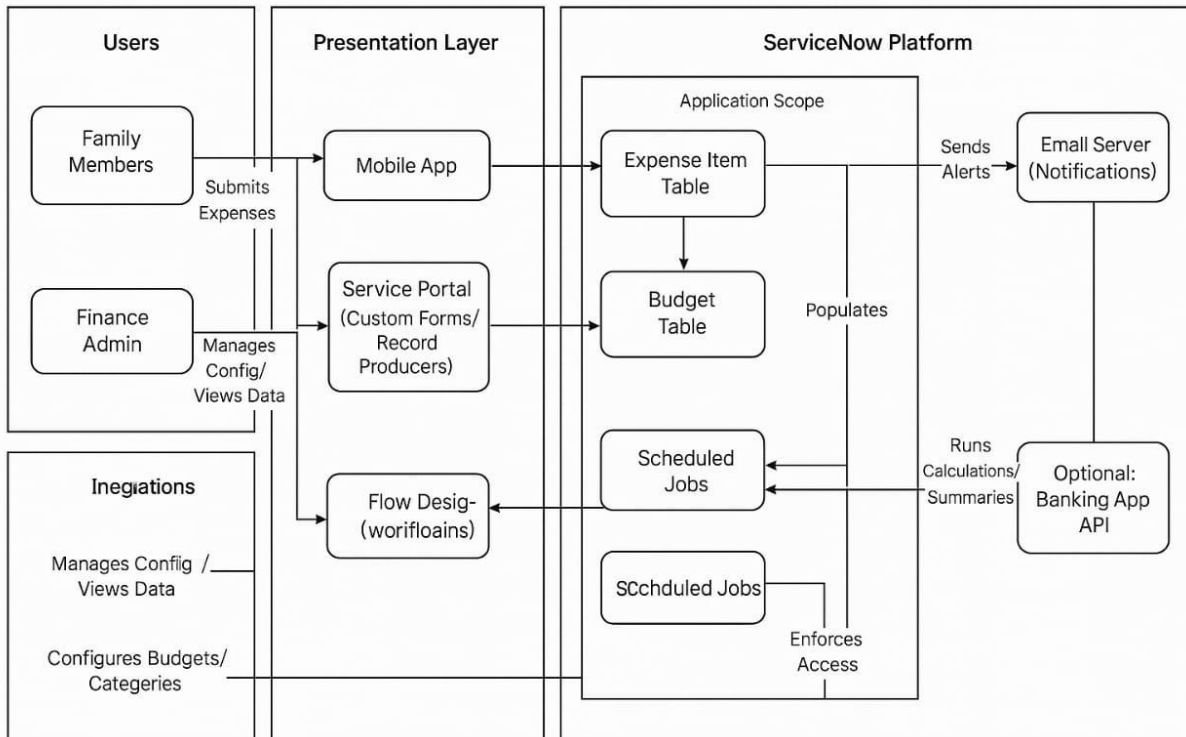 Users
Family
Members
Submits
Expenses
Finance
Admin
Manages
Config/
Views Data
Inegıations
Manages Config /
Views Data
Configures Budgets/
Categeries
Presentation Layer
Mobile App
Service Portal
(Custom Forms/
Record
Producers)
Flow Desig-
(worifloains)
ServiceNow Platform
Application Scope
Expense Item
Table
Budget
Table
Populates
Scheduled
Jobs
SCchduled Jobs
Enforces
Access
Sends
Alerts
Emall Server
(Notifications)
Runs
Calculations/
Summaries
Optional:
Banking App
API